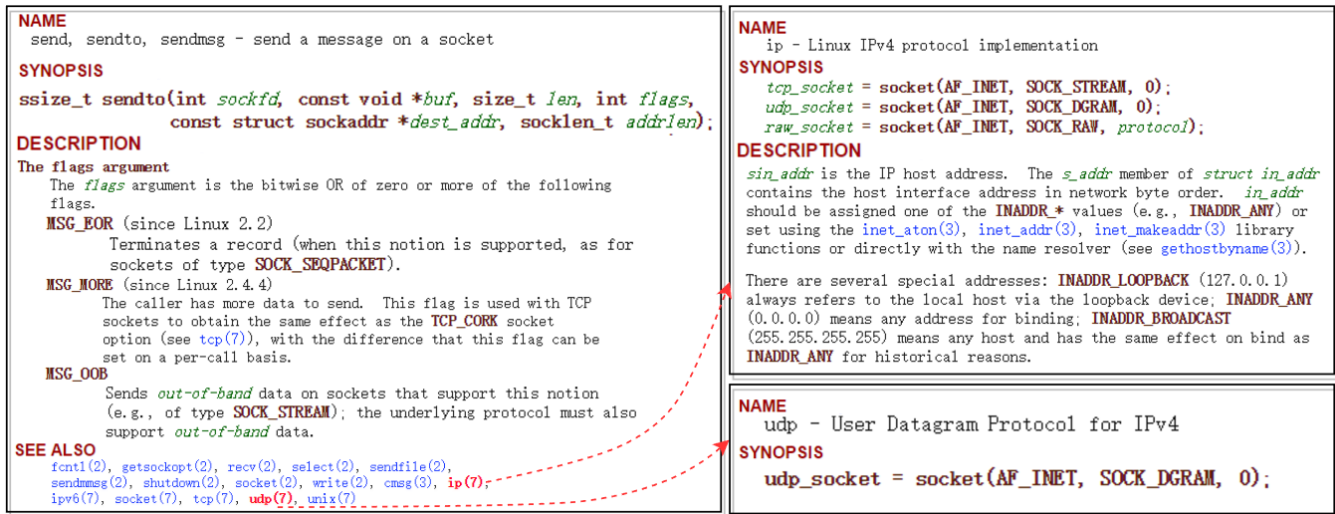 NAME
send, sendto, sendmsg - send a message on a socket
SYNOPSIS
ssize_t sendto(int sockfd, const void *buf, size_t len, int flags,
const struct sockaddr *dest_addr, socklen_t addrlen);
DESCRIPTION
The flags argument
The flags argument is the bitwise OR of zero or more of the following
flags.
MSG_EOR (since Linux 2.2)
Terminates a record (when this notion is supported, as for
sockets of type SOCK_SEQPACKET).
MSG_MORE (since Linux 2.4.4)
The caller has more data to send. This flag is used with TCP
sockets to obtain the same effect as the TCP_CORK socket
option (see tcp(7)), with the difference that this flag can be
set on a per-call basis.
MSG_OOB
Sends out-of-band data on sockets that support this notion
(e.g., of type SOCK_STREAM); the underlying protocol must also
support out-of-band data.
SEE ALSO
fcntl(2), getsockopt(2), recv(2), select(2), sendfile(2),
sendmmsg(2), shutdown(2), socket(2), write(2), cmsg(3), ip(7),
ipv6(7), socket(7), tcp(7), udp(7), unix(7)
NAME
ip - Linux IPv4 protocol implementation
SYNOPSIS
tcp_socket = socket(AF_INET, SOCK_STREAM, 0);
udp_socket = socket(AF_INET, SOCK_DGRAM, 0);
raw_socket = socket(AF_INET, SOCK_RAW, protocol);
DESCRIPTION
sin_addr is the IP host address. The s_addr member of struct in_addr
contains the host interface address in network byte order. in_addr
should be assigned one of the INADDR_* values (e.g., INADDR_ANY) or
set using the inet_aton(3), inet_addr(3), inet_makeaddr(3) library
functions or directly with the name resolver (see gethostbyname(3)).
There are several special addresses: INADDR_LOOPBACK (127.0.0.1)
always refers to the local host via the loopback device; INADDR_ANY
(0.0.0.0) means any address for binding; INADDR_BROADCAST
(255.255.255.255) means any host and has the same effect on bind as
INADDR_ANY for historical reasons.
NAME
udp - User Datagram Protocol for IPv4
SYNOPSIS
udp_socket = socket(AF_INET, SOCK_DGRAM, 0);